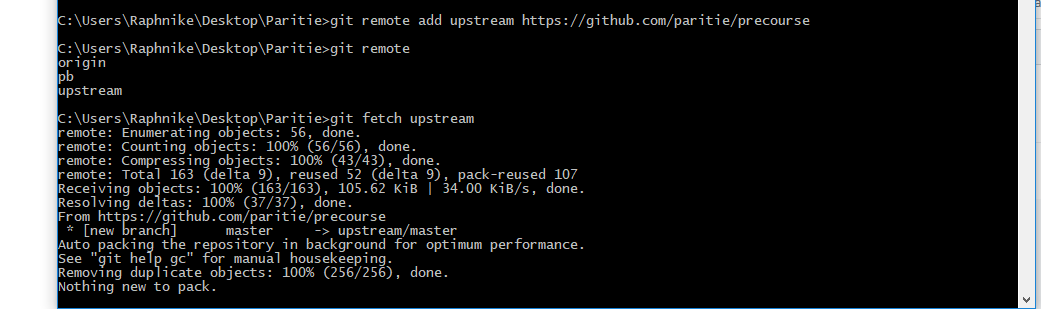 C:\Users\Raphnike\Desktop\Paritie>git remote add upstream https://github.com/paritie/precourse
C:\Users\Raphnike\Desktop\Paritie>git remote
origin
pb
upstream
C:\Users\Raphnike\Desktop\Paritie>git fetch upstream
remote: Enumerating objects: 56, done.
remote: Counting objects: 100% (56/56), done.
remote: Compressing objects: 100% (43/43), done.
remote: Total 163 (delta 9), reused 52 (delta 9), pack-reused 107
Receiving objects: 100% (163/163), 105.62 KiB | 34.00 KiB/s, done.
Resolving deltas: 100% (37/37), done.
From https://github.com/paritie/precourse
 * [new branch]      master     -> upstream/master
Auto packing the repository in background for optimum performance.
See "git help gc" for manual housekeeping.
Removing duplicate objects: 100% (256/256), done.
Nothing new to pack.